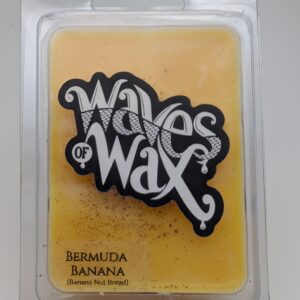 Waves
OF
Wax
BERMUDA
BANANA
(Banana Nut Bread)